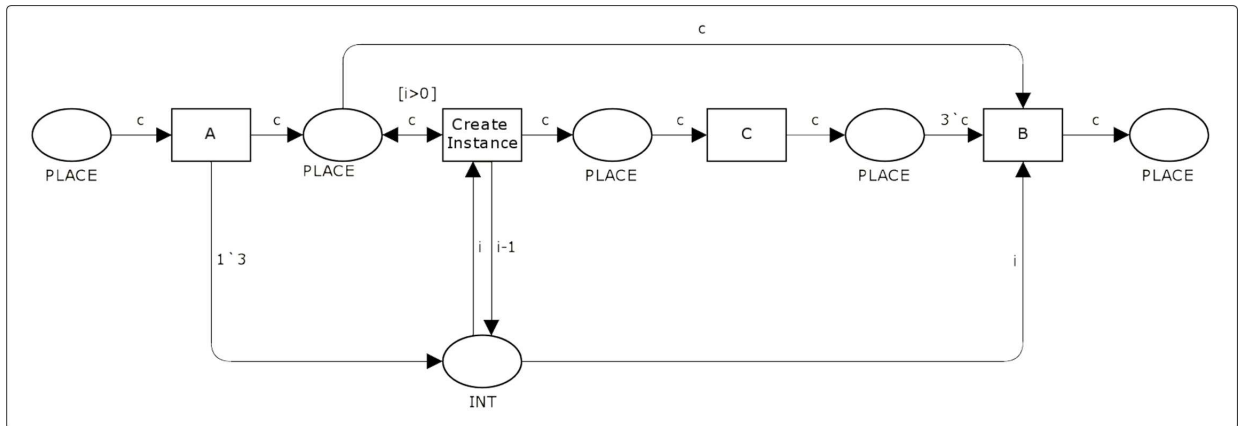 c
[i>0]
c
A
c
c
Create
Instance
c
c
C
c
3`c
B
c
PLACE
PLACE
PLACE
PLACE
PLACE
1`3
i
i-1
i
INT